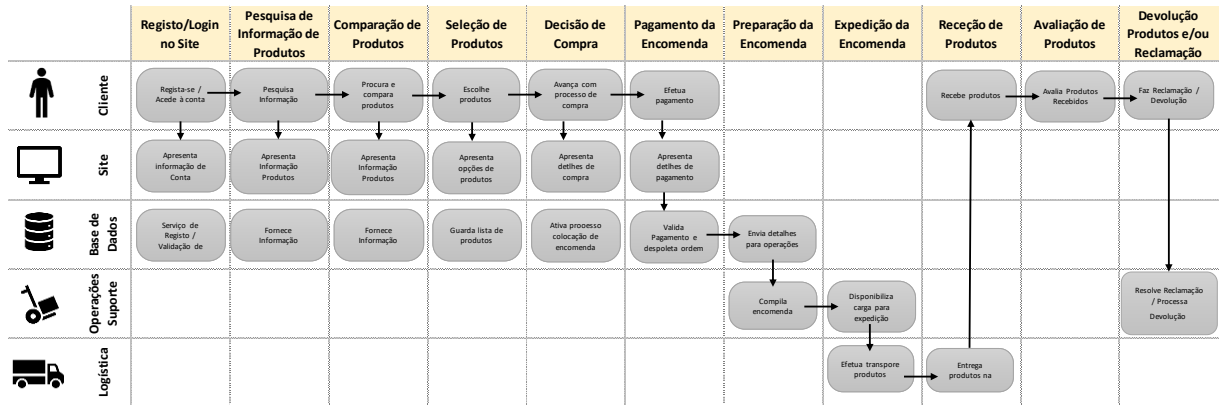 Registo/Login
no Site
Pesquisa de
Informação de
Produtos
Comparação de
Produtos
Seleção de
Produtos
Decisão de
Compra
Pagamento da
Encomenda
Preparação da
Encomenda
Expedição da
Encomenda
Receção de
Produtos
Avaliação de
Produtos
Devolução
Produtos e/ou
Reclamação
Cliente
Regista-se /
Acede à conta
Pesquisa
Informação
Procura e
compara
produtos
Escolhe
produtos
Avança com
processo de
compra
Efetua
pagamento
Recebe produtos
Avalia Produtos
Recebidos
Faz Reclamação /
Devolução
Site
Apresenta
informação de
Conta
Apresenta
Informação
Produtos
Apresenta
Informação
Produtos
Apresenta
opções de
produtos
Apresenta
detlhes de
compra
Apresenta
detlhes de
pagamento
Base de
Dados
Serviço de
Registo /
Validação de
Fornece
Informação
Fornece
Informação
Guarda lista de
produtos
Ativa processo
colocação de
encomenda
Valida
Pagamento e
despoleta ordem
Envia detalhes
para operações
Operações
Suporte
Compila
encomenda
Disponibiliza
carga para
expedição
Resolve Reclamação
/ Processa
Devolução
Logística
Efetua transpore
produtos
Entrega
produtos na